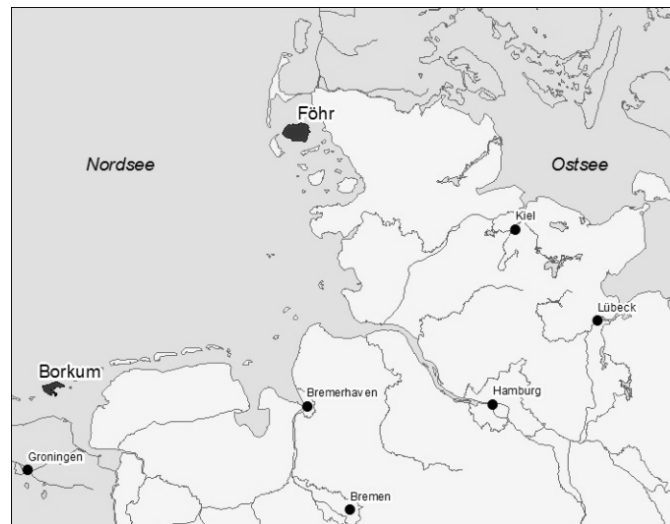 Föhr
Nordsee
Ostsee
Kiel
Lübeck
Borkum
Bremerhaven
Hamburg
Groningen
Bremen